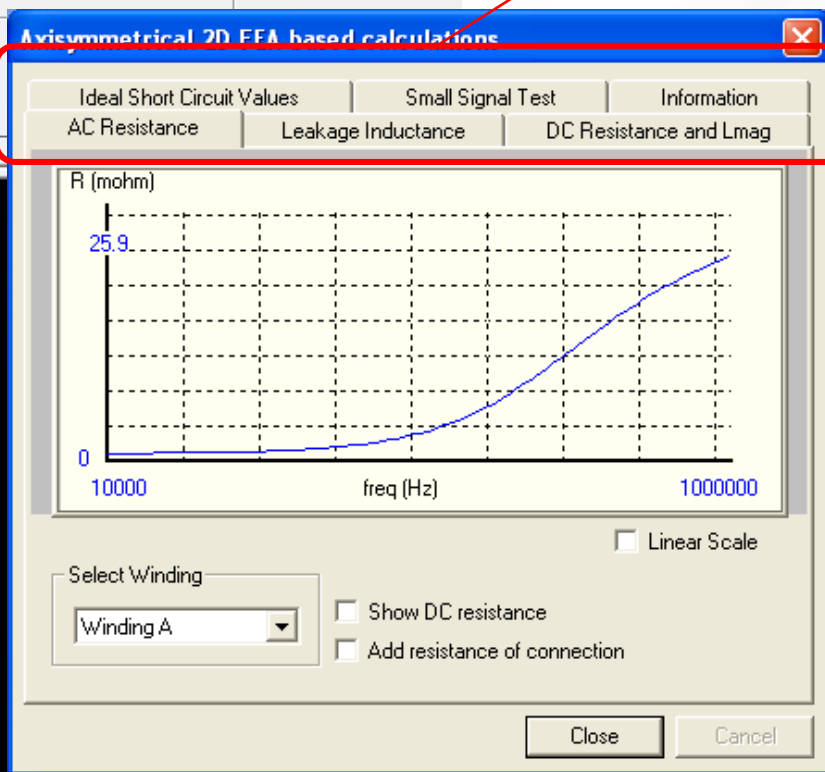 Axisymmetrical 2D FEA based calculations
Ideal Short Circuit Values Small Signal Test Information
AC Resistance Leakage Inductance DC Resistance and Lmag
R (mohm)
25.9
0
10000 freq (Hz) 1000000
Linear Scale
Select Winding
Winding A
Show DC resistance
Add resistance of connection
Close Cancel